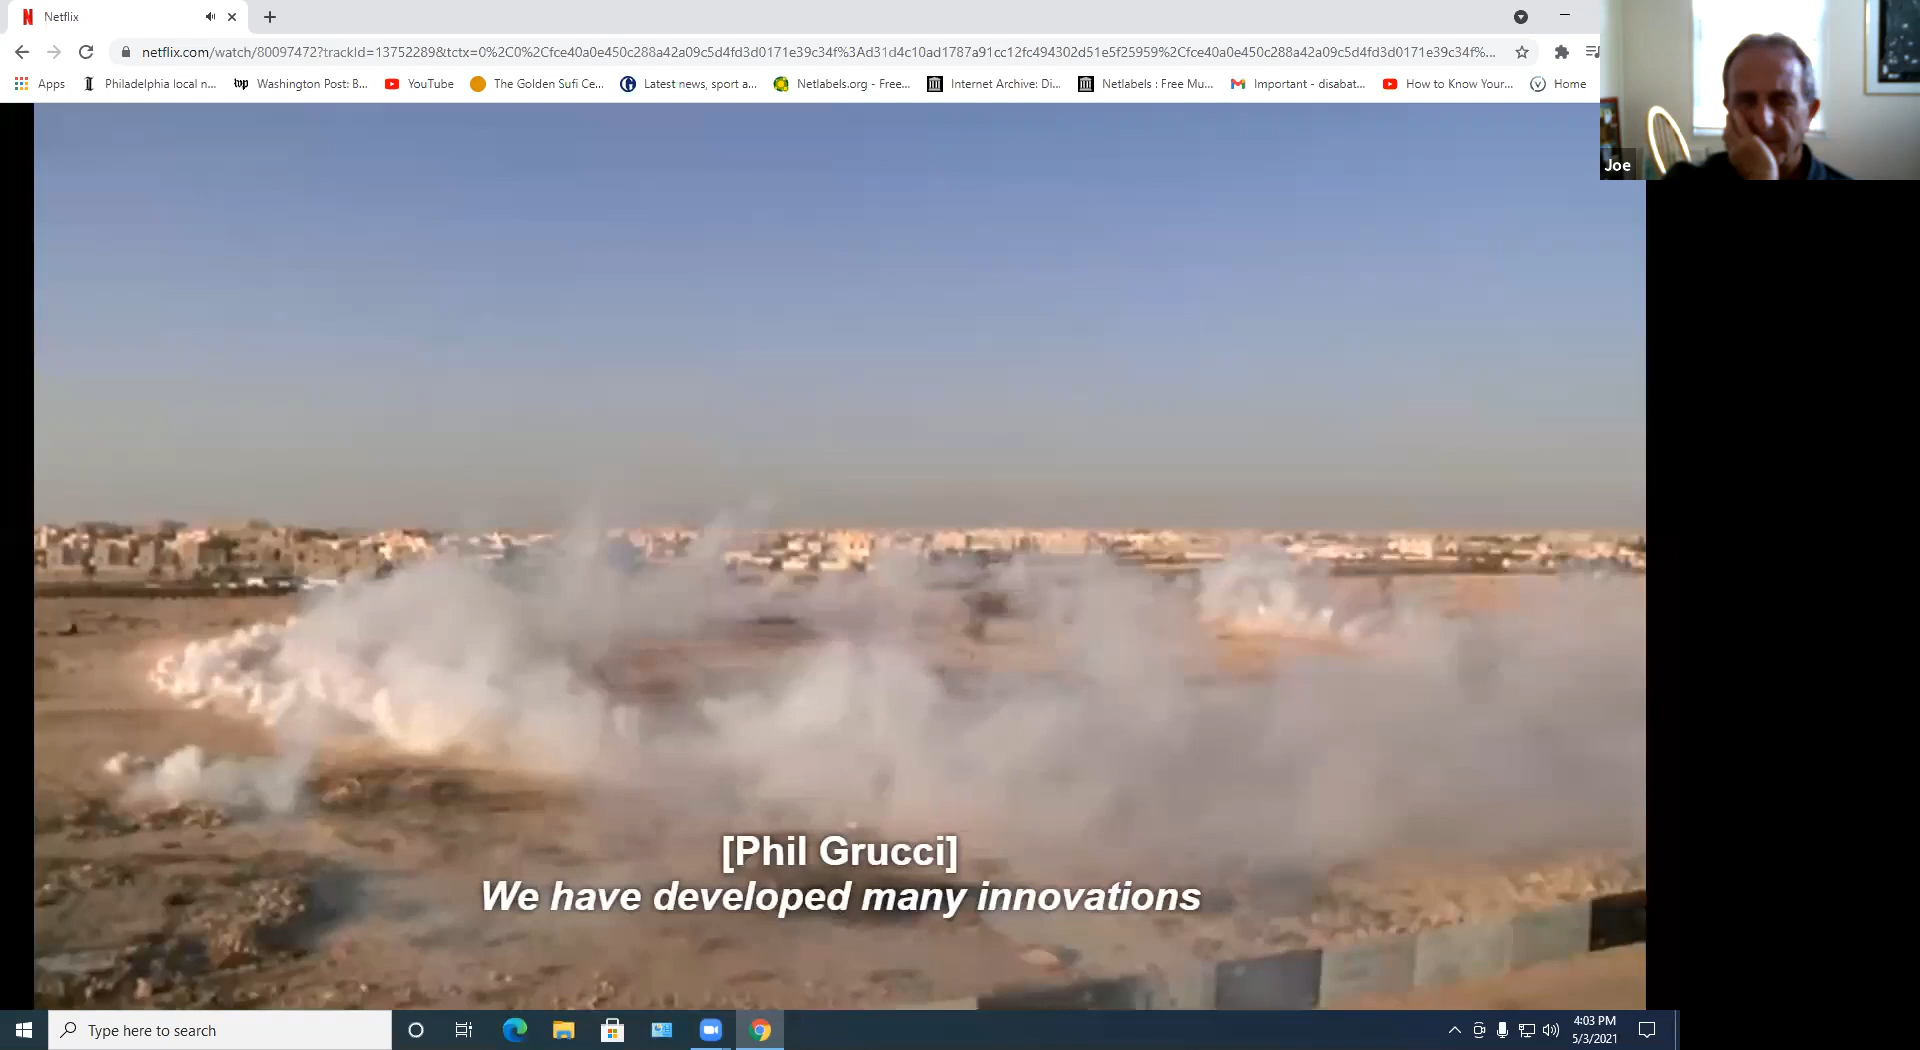 Netflix
netflix.com/watch/80097472?trackId=13752289&tctx=0%2C0%2Cfce40a0e450c288a42a09c5d4fd3d0171e39c34f%3Ad31d4c10ad1787a91cc12fc494302d51e5f25959%2Cfce40a0e450c288a42a09c5d4fd3d0171e39c34f%...
Apps
Philadelphia local n...
wp Washington Post: B...
YouTube
The Golden Sufi Ce...
Latest news, sport a...
Netlabels.org - Free...
Internet Archive: Di...
Netlabels : Free Mu...
Important - disabat...
How to Know Your...
Home
Joe
[Phil Grucci]
We have developed many innovations
Type here to search
4:03 PM
5/3/2021